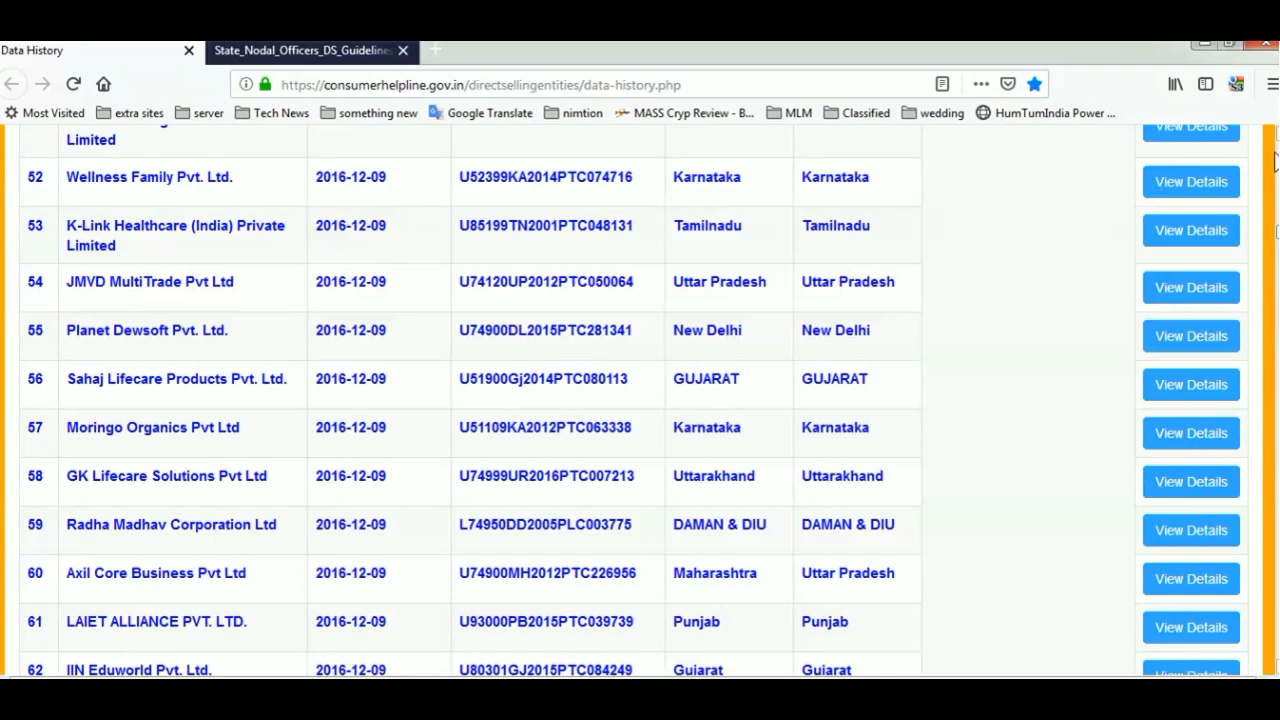 Data History
State_Nodal_Officers_DS_Guideline
https://consumerhelpline.gov.in/directsellingentities/data-history.php
Most Visited extra sites server Tech News something new Google Translate nimtion MASS Cryp Review - B... MLM Classified wedding HumTumIndia Power ...
Limited View Details
52 Wellness Family Pvt. Ltd. 2016-12-09 U52399KA2014PTC074716 Karnataka Karnataka View Details
53 K-Link Healthcare (India) Private 2016-12-09 U85199TN2001PTC048131 Tamilnadu Tamilnadu View Details
Limited
54 JMVD MultiTrade Pvt Ltd 2016-12-09 U74120UP2012PTC050064 Uttar Pradesh Uttar Pradesh View Details
55 Planet Dewsoft Pvt. Ltd. 2016-12-09 U74900DL2015PTC281341 New Delhi New Delhi View Details
56 Sahaj Lifecare Products Pvt. Ltd. 2016-12-09 U51900Gj2014PTC080113 GUJARAT GUJARAT View Details
57 Moringo Organics Pvt Ltd 2016-12-09 U51109KA2012PTC063338 Karnataka Karnataka View Details
58 GK Lifecare Solutions Pvt Ltd 2016-12-09 U74999UR2016PTC007213 Uttarakhand Uttarakhand View Details
59 Radha Madhav Corporation Ltd 2016-12-09 L74950DD2005PLC003775 DAMAN & DIU DAMAN & DIU View Details
60 Axil Core Business Pvt Ltd 2016-12-09 U74900MH2012PTC226956 Maharashtra Uttar Pradesh View Details
61 LAIET ALLIANCE PVT. LTD. 2016-12-09 U93000PB2015PTC039739 Punjab Punjab View Details
62 IIN Eduworld Pvt. Ltd. 2016-12-09 U80301GJ2015PTC084249 Gujarat Gujarat View Details